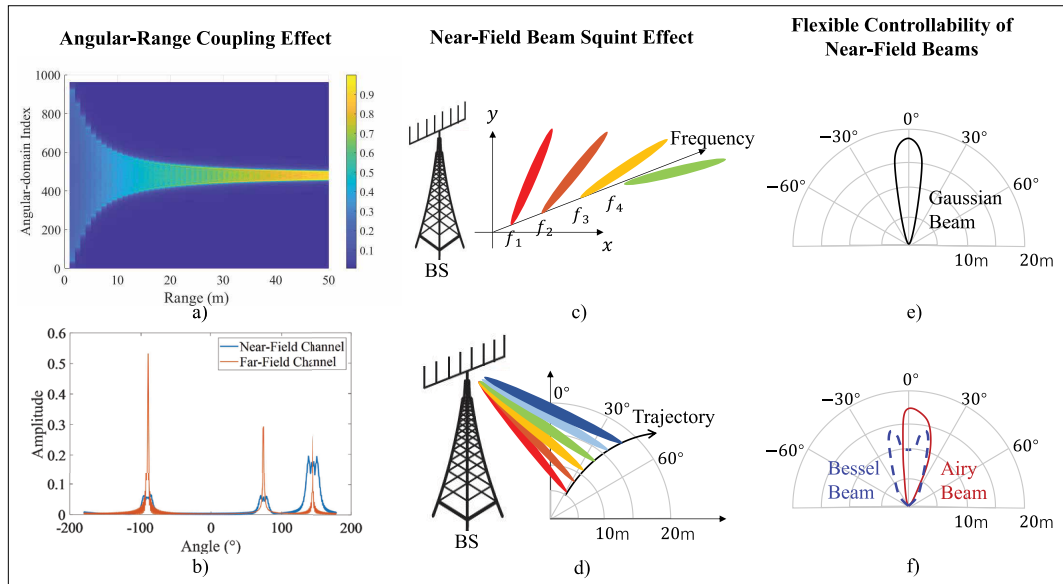 Angular-Range Coupling Effect
Near-Field Beam Squint Effect
Flexible Controllability of
Near-Field Beams
1000
800
600
400
200
0
Angular-domain Index
0 10 20 30 40 50
Range (m)
0.9
0.8
0.7
0.6
0.5
0.4
0.3
0.2
0.1
a)
y
Frequency
f1
f2
f3
f4
x
BS
c)
0°
−30°
30°
−60°
60°
Gaussian
Beam
10m
20m
e)
0.6
0.5
0.4
0.3
0.2
0.1
0
Amplitude
Near-Field Channel
Far-Field Channel
-200 -100 0 100 200
Angle (°)
b)
0°
30°
Trajectory
60°
10m
20m
BS
d)
0°
−30°
30°
−60°
60°
Bessel
Beam
Airy
Beam
10m
20m
f)